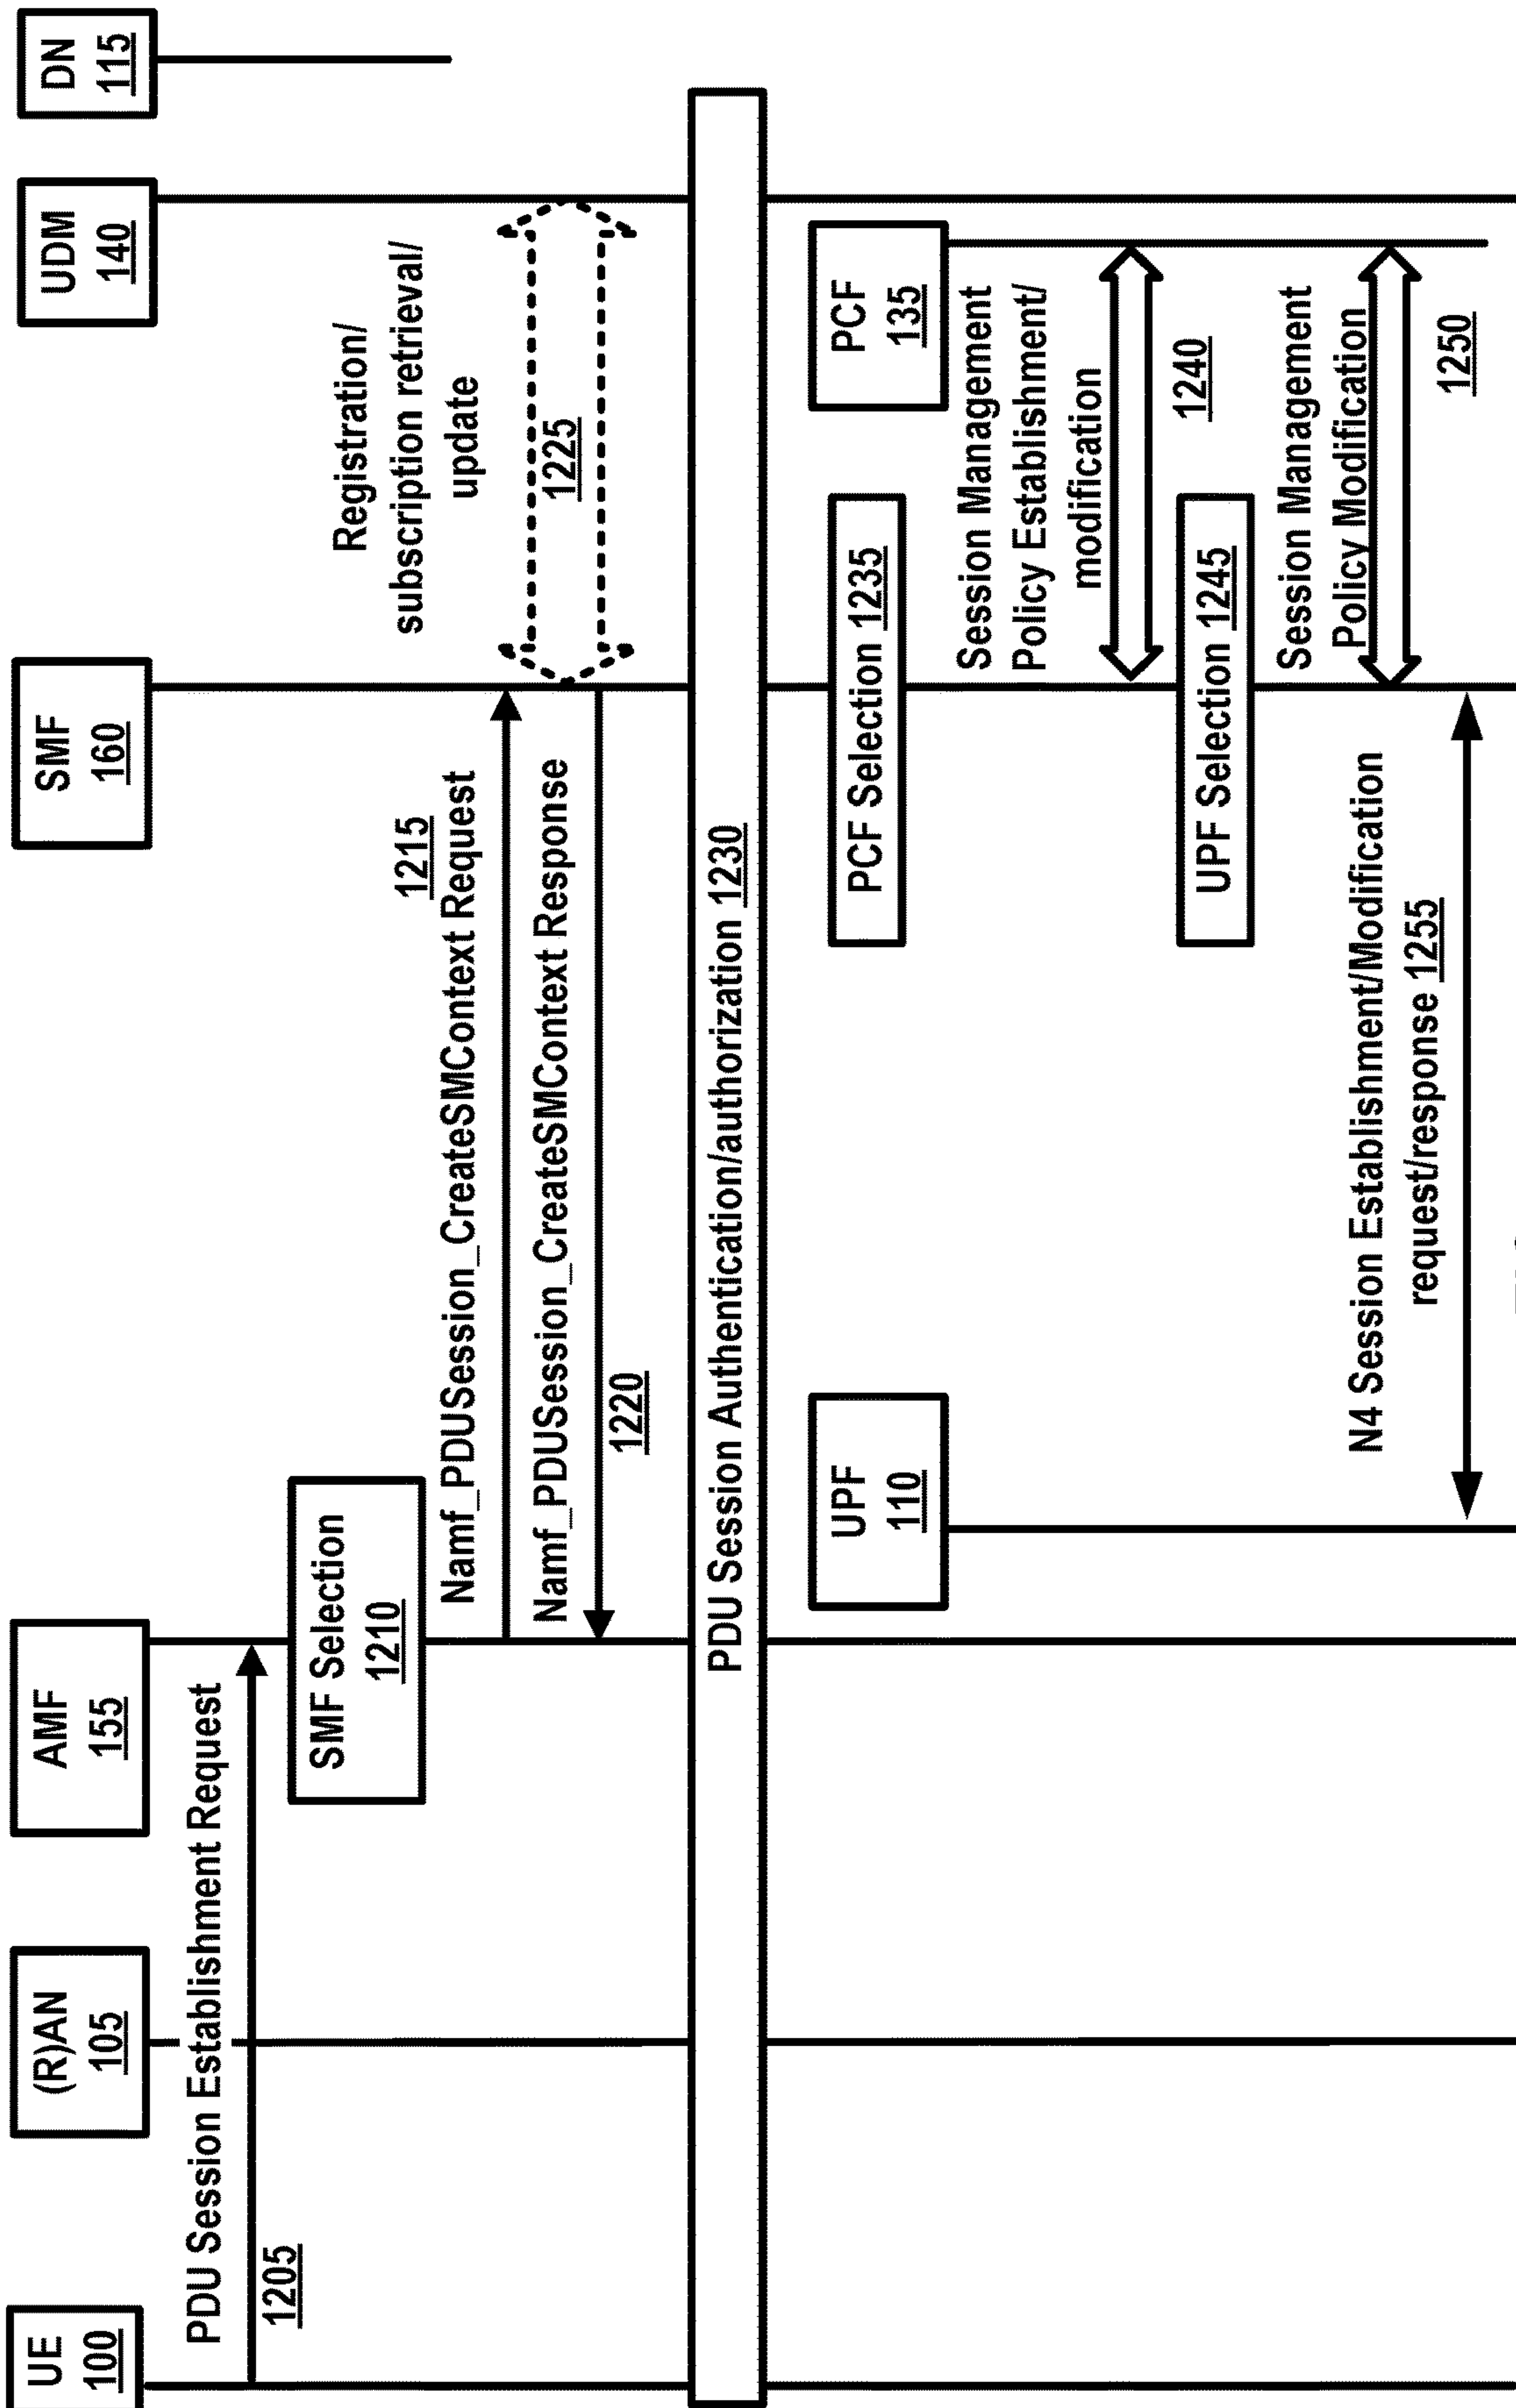 UE
100
(R)AN
105
AMF
155
SMF
160
UDM
140
DN
115
PDU Session Establishment Request
1205
SMF Selection
1210
1215
Namf_PDUSession_CreateSMContext Request
Namf_PDUSession_CreateSMContext Response
1220
Registration/
subscription retrieval/
update
1225
PDU Session Authentication/authorization 1230
UPF
110
PCF
135
PCF Selection 1235
Session Management
Policy Establishment/
modification
1240
UPF Selection 1245
Session Management
Policy Modification
1250
N4 Session Establishment/Modification
request/response 1255